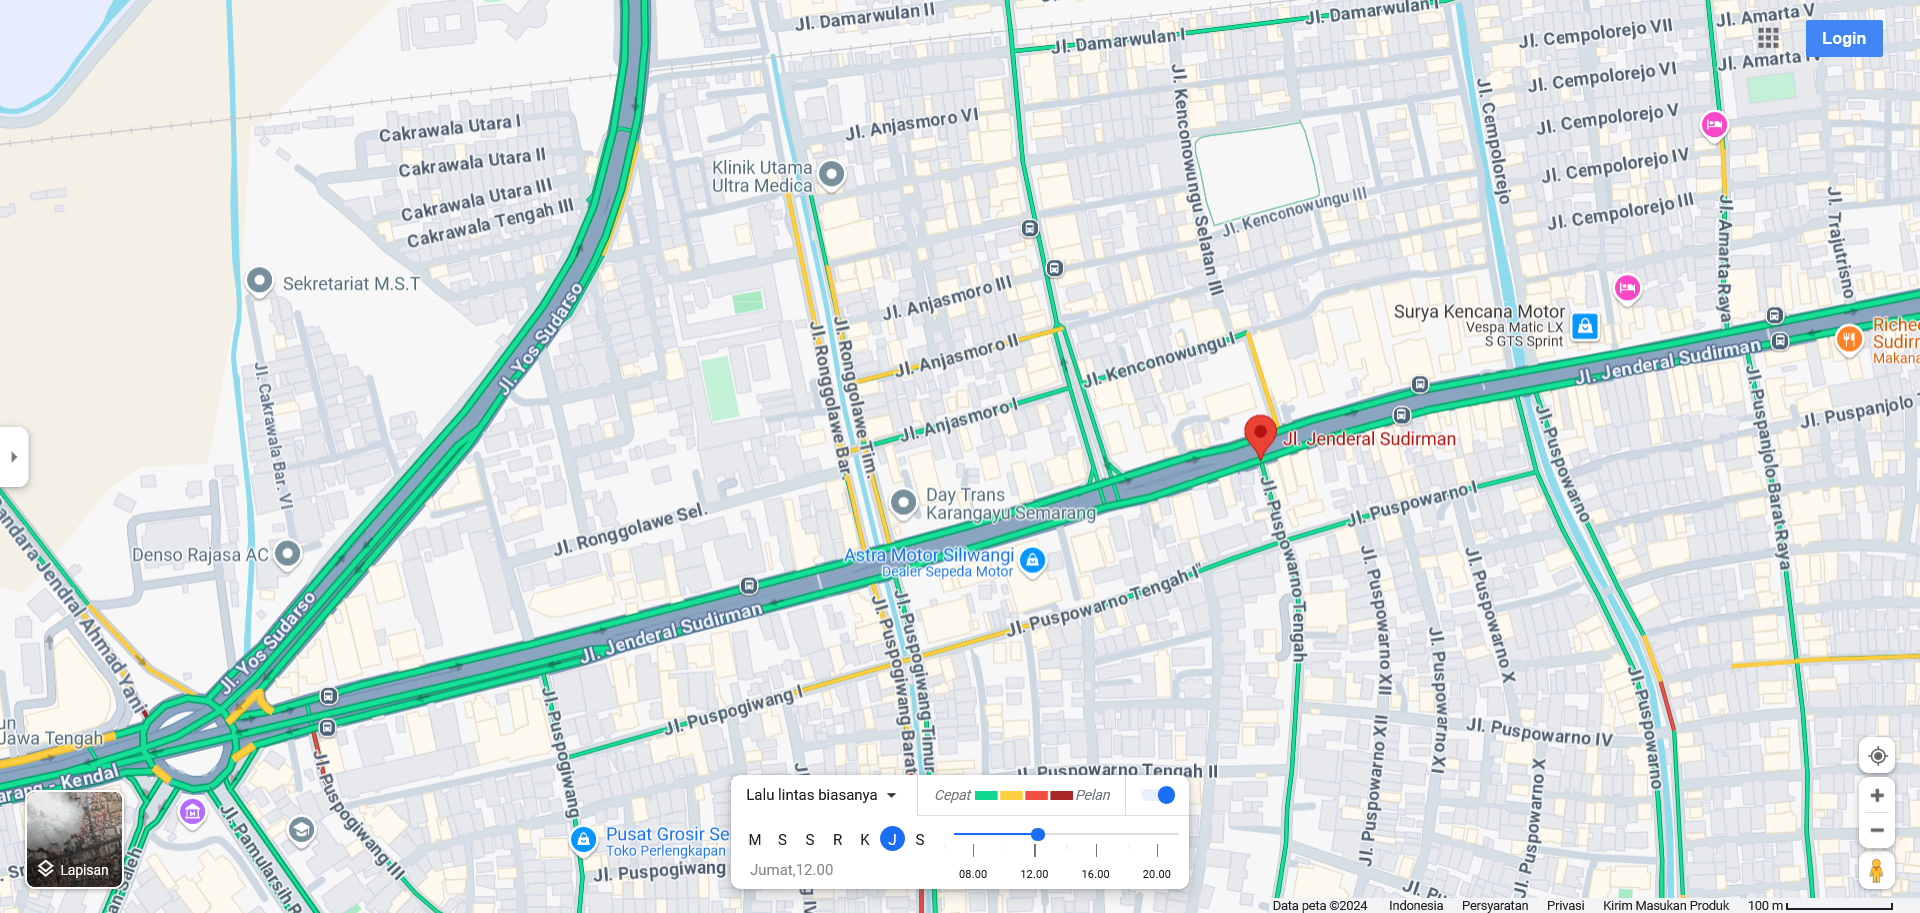 Jl. Damarwulan II
Jl. Damarwulan I
Jl. Damarwulan I
Jl. Amarta V
Jl. Cempolorejo VII
Login
Jl. Amarta IV
Jl. Kenconowungu Selatan III
Jl. Cempolorejo
Jl. Cempolorejo VI
Jl. Cempolorejo V
Cakrawala Utara I
Jl. Anjasmoro VI
Cakrawala Utara II
Klinik Utama
Ultra Medica
Jl. Cempolorejo IV
Cakrawala Utara III
Cakrawala Tengah III
Jl. Kenconowungu III
Jl. Cempolorejo III
Jl. Amarta Raya
Jl. Trajutrisno
Sekretariat M.S.T
Jl. Anjasmoro III
Jl. Yos Sudarso
Surya Kencana Motor
Vespa Matic LX
S GTS Sprint
Jl. Ronggolawe Bar.
Jl. Ronggolawe Tim.
Jl. Anjasmoro II
Jl. Kenconowungu I
Jl. Jenderal Sudirman
Jl. Cakrawala Bar. VI
Jl. Anjasmoro I
Jl. Jenderal Sudirman
Jl. Puspanjolo
Jl. Puspanjolo Barat Raya
Jl. Puspowarno
Day Trans
Karangayu Semarang
Jl. Ronggolawe Sel.
Jl. Puspowarno I
Jl. Puspowarno Tengah
Denso Rajasa AC
Astra Motor Siliwangi
Dealer Sepeda Motor
Jl. Puspowarno Tengah I
Jl. Jenderal Sudirman
Jl. Yos Sudarso
Jl. Puspogiwang Barat
Jl. Puspogiwang Timur
Jl. Puspowarno XII
Jl. Puspowarno X
Jl. Puspowarno XI
Jendral Ahmad Yani
Jl. Puspogiwang I
Jl. Puspogiwang
Jl. Puspowarno
Jl. Puspowarno IV
Jawa Tengah
Kendal
Jl. Puspogiwang III
Jl. Puspowarno Tengah II
Jl. Puspowarno XII
Jl. Puspowarno X
Jl. Pamularsih
Pusat Grosir Se
Toko Perlengkapan
Jl. Puspogiwang
Lapisan
Lalu lintas biasanya
Cepat
Pelan
M S S R K J S
Jumat,12.00
08.00 12.00 16.00 20.00
Data peta ©2024 Indonesia Persyaratan Privasi Kirim Masukan Produk 100 m